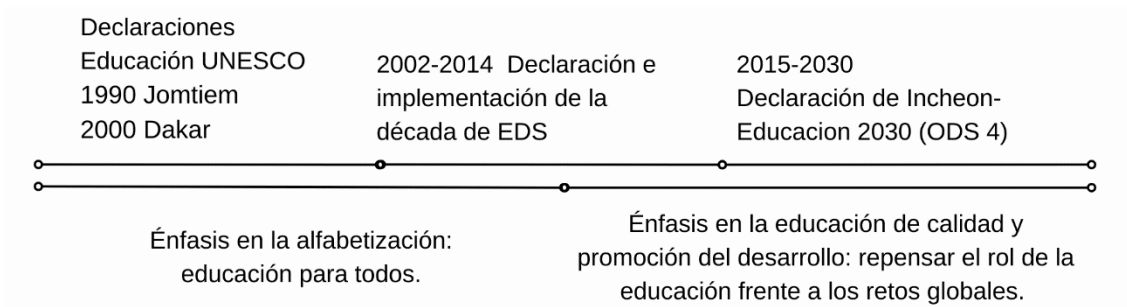 Declaraciones
Educación UNESCO
1990 Jomtiem
2000 Dakar
2002-2014 Declaración e
implementación de la
década de EDS
2015-2030
Declaración de Incheon-
Educacion 2030 (ODS 4)
Énfasis en la alfabetización:
educación para todos.
Énfasis en la educación de calidad y
promoción del desarrollo: repensar el rol de la
educación frente a los retos globales.